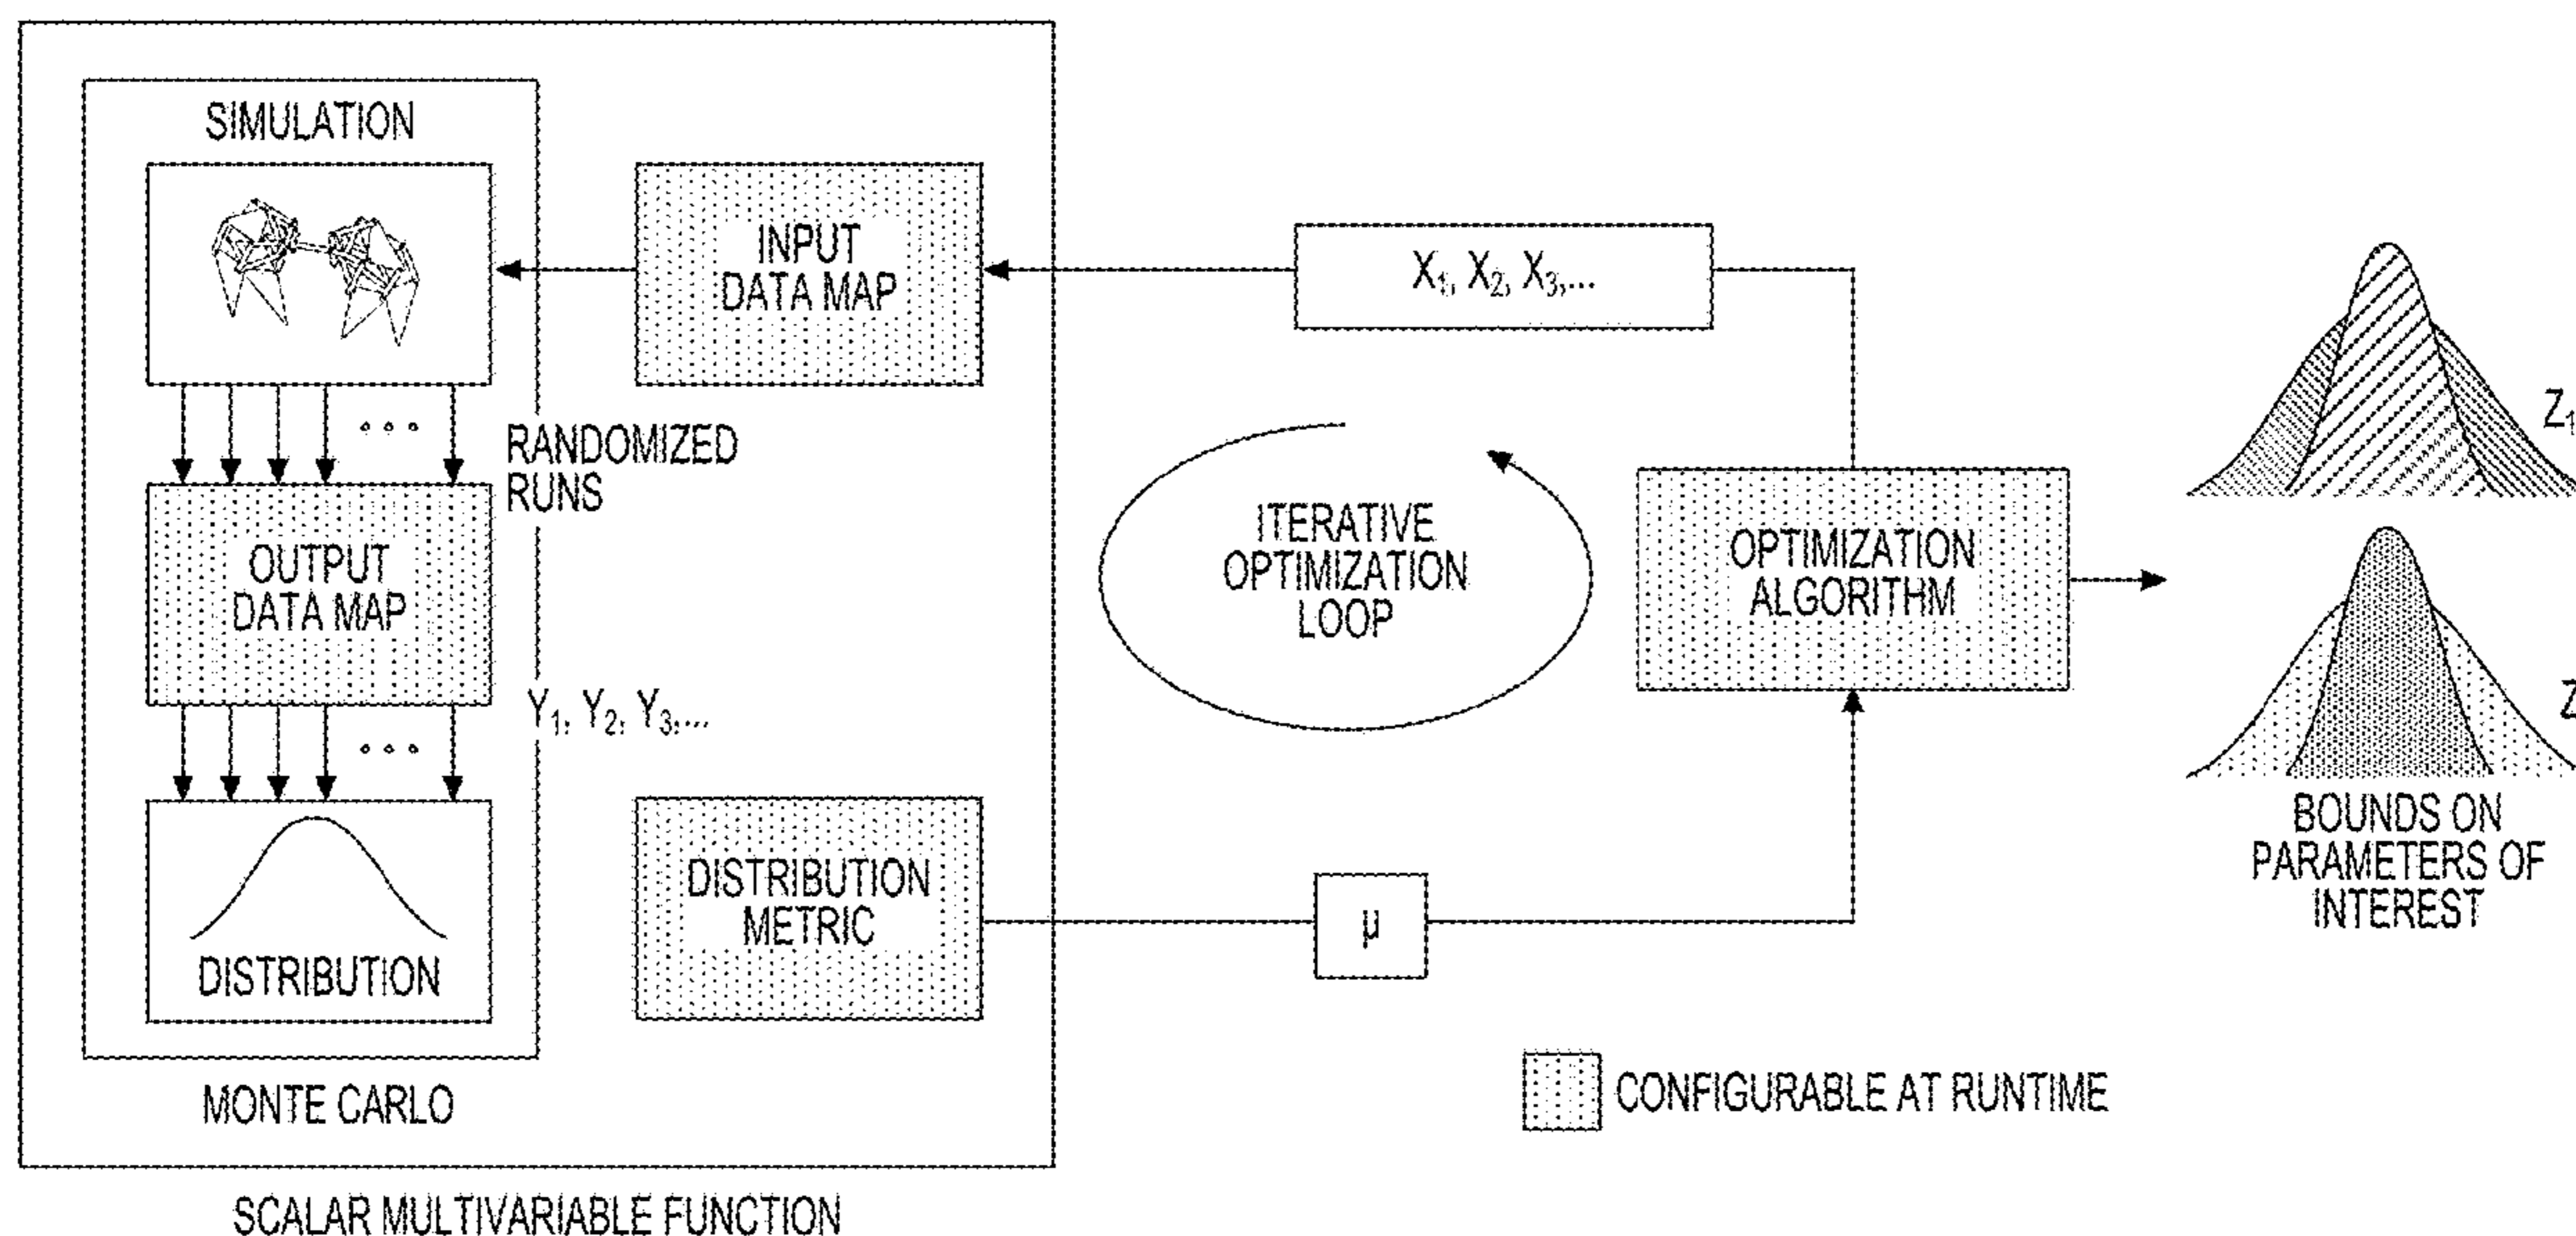 SIMULATION
INPUT
DATA MAP
X₁, X₂, X₃,...
RANDOMIZED
RUNS
OUTPUT
DATA MAP
Y₁, Y₂, Y₃,...
DISTRIBUTION
MONTE CARLO
DISTRIBUTION
METRIC
SCALAR MULTIVARIABLE FUNCTION
ITERATIVE
OPTIMIZATION
LOOP
µ
OPTIMIZATION
ALGORITHM
Z₁
Z
BOUNDS ON
PARAMETERS OF
INTEREST
CONFIGURABLE AT RUNTIME